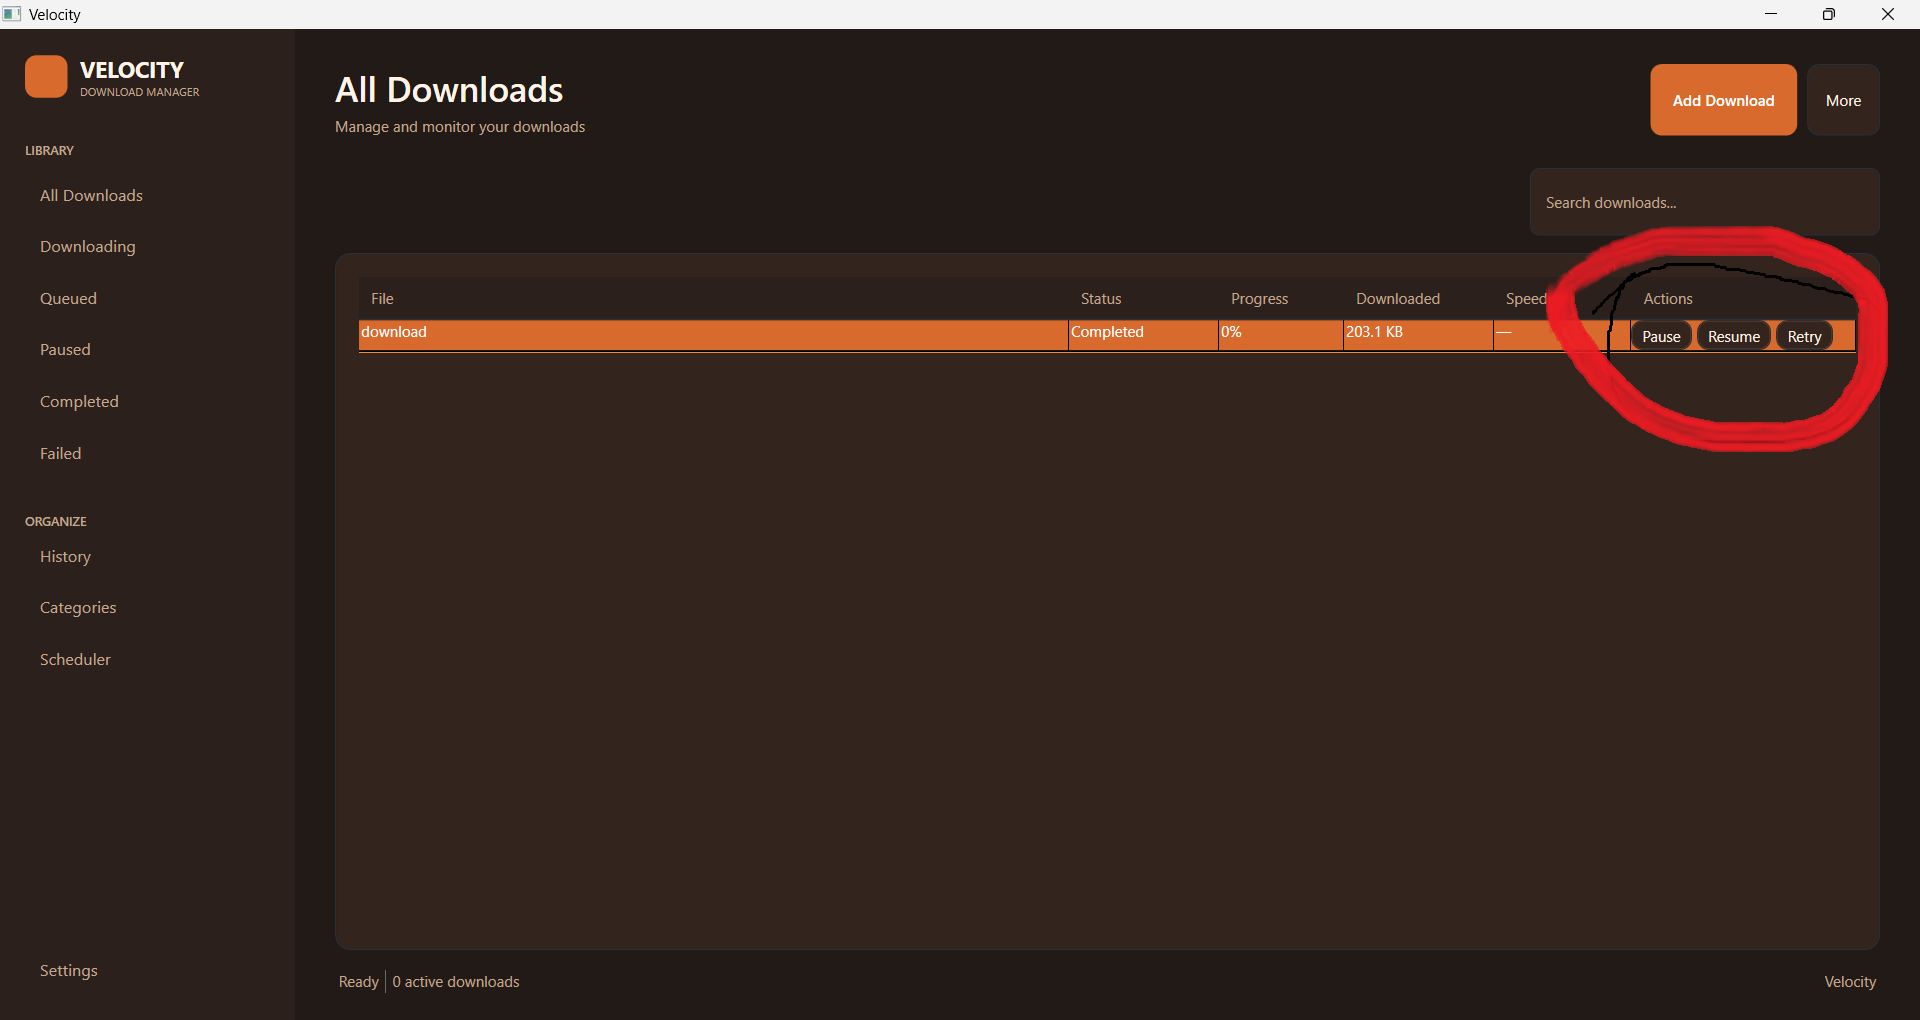 Velocity
VELOCITY
DOWNLOAD MANAGER
LIBRARY
All Downloads
Downloading
Queued
Paused
Completed
Failed
ORGANIZE
History
Categories
Scheduler
Settings
All Downloads
Manage and monitor your downloads
Add Download
More
Search downloads...
File Status Progress Downloaded Speed Actions
download Completed 0% 203.1 KB — Pause Resume Retry
Ready 0 active downloads
Velocity